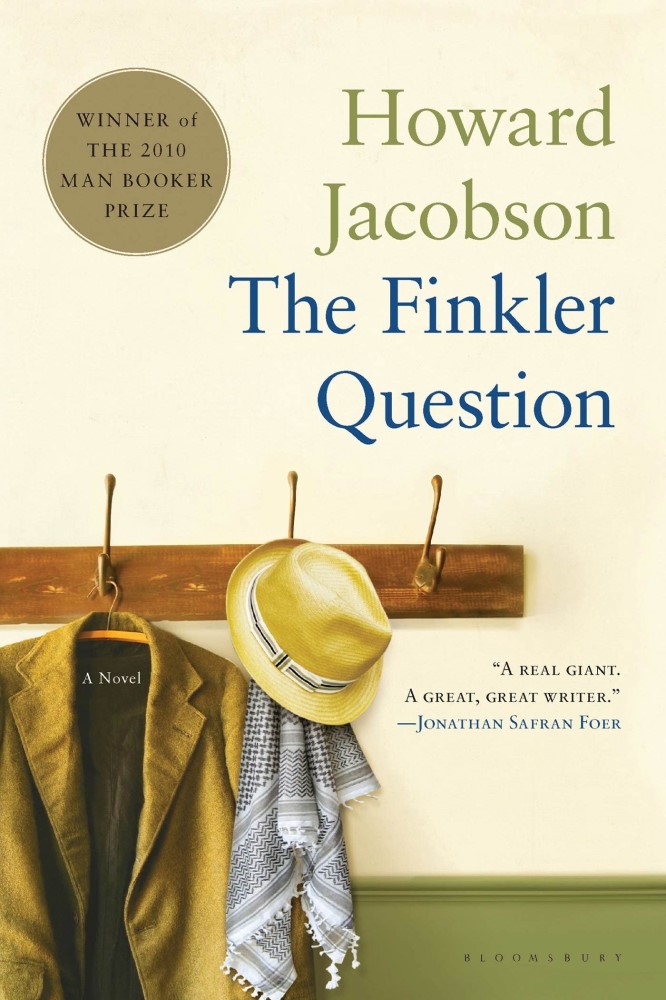 WINNER of
THE 2010
MAN BOOKER
PRIZE
Howard
Jacobson
The Finkler
Question
A Novel
“A REAL GIANT.
A GREAT, GREAT WRITER.”
—JONATHAN SAFRAN FOER
BLOOMSBURY